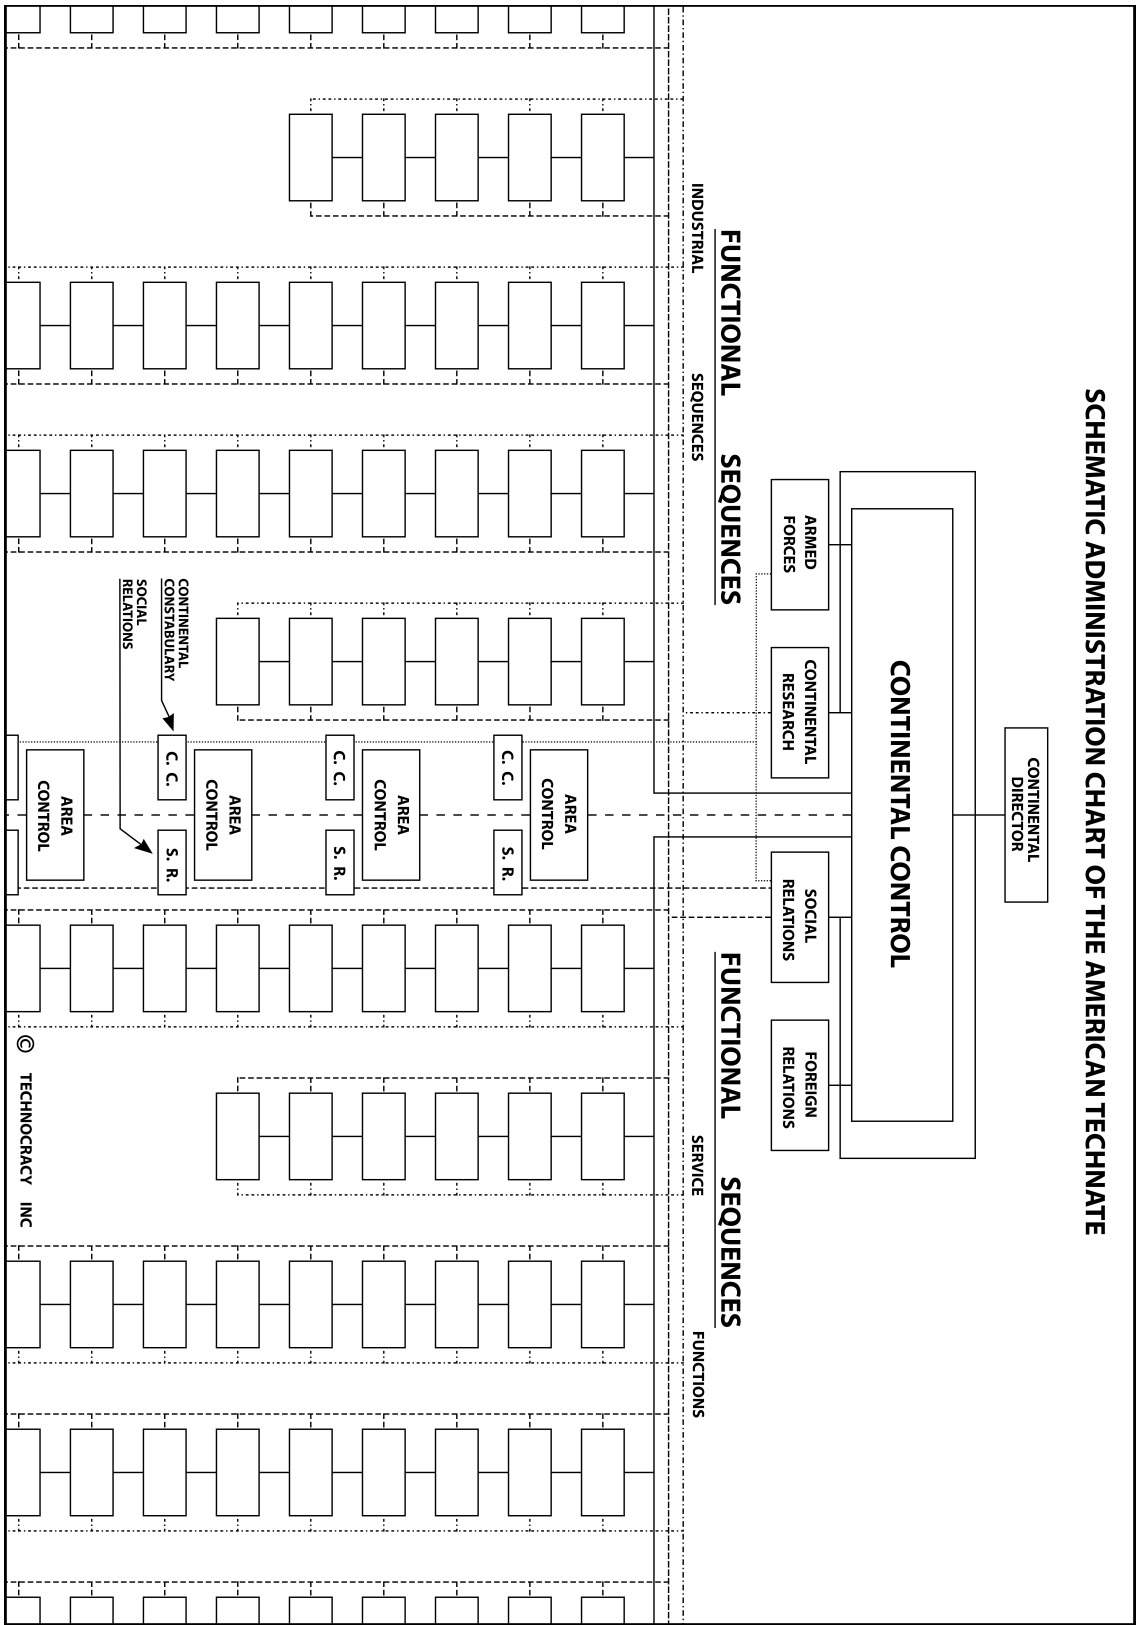 SCHEMATIC ADMINISTRATION CHART OF THE AMERICAN TECHNATE
CONTINENTAL
DIRECTOR
CONTINENTAL CONTROL
ARMED
FORCES
CONTINENTAL
RESEARCH
SOCIAL
RELATIONS
FOREIGN
RELATIONS
FUNCTIONAL SEQUENCES
FUNCTIONAL SEQUENCES
INDUSTRIAL SEQUENCES
SERVICE FUNCTIONS
AREA
CONTROL
C. C.
S. R.
AREA
CONTROL
C. C.
S. R.
AREA
CONTROL
CONTINENTAL
CONSTABULARY
C. C.
S. R.
SOCIAL
RELATIONS
AREA
CONTROL
© TECHNOCRACY INC